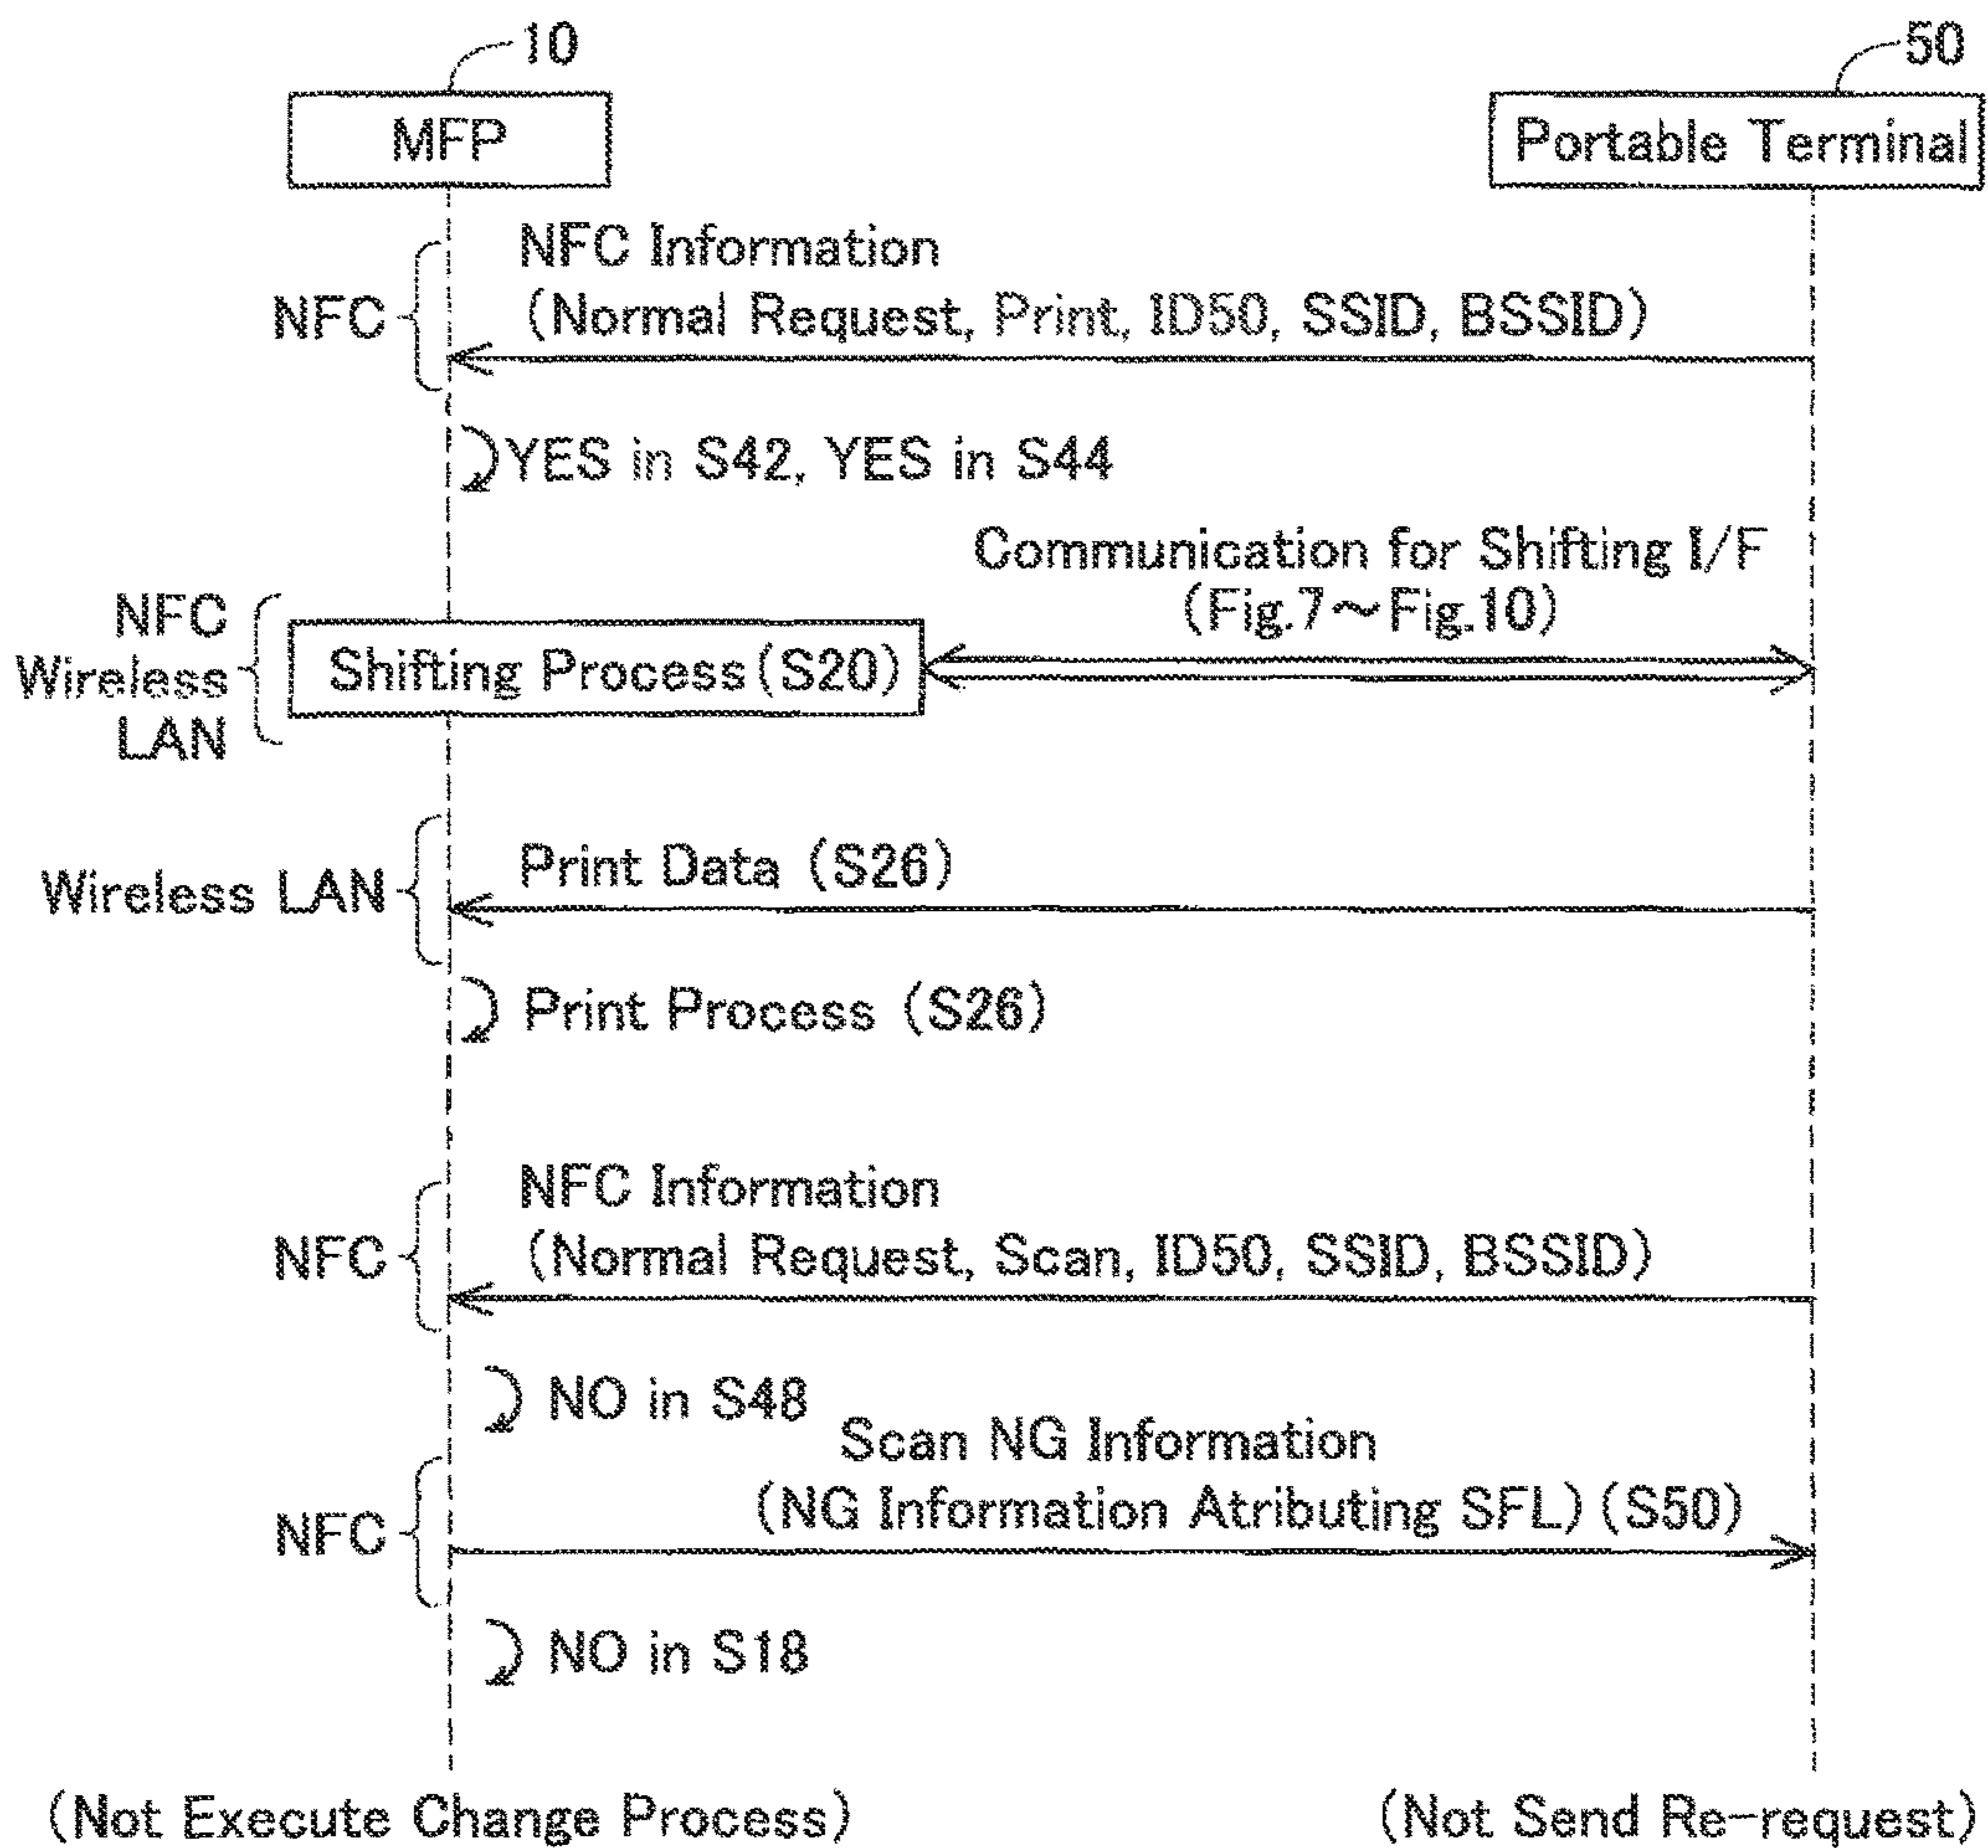 10
50
MFP
Portable Terminal
NFC Information
(Normal Request, Print, ID50, SSID, BSSID)
NFC
YES in S42, YES in S44
Communication for Shifting I/F
(Fig.7～Fig.10)
NFC
Wireless
LAN
Shifting Process(S20)
Print Data (S26)
Wireless LAN
Print Process (S26)
NFC Information
(Normal Request, Scan, ID50, SSID, BSSID)
NFC
NO in S48
Scan NG Information
(NG Information Atributing SFL) (S50)
NFC
NO in S18
(Not Execute Change Process)
(Not Send Re-request)